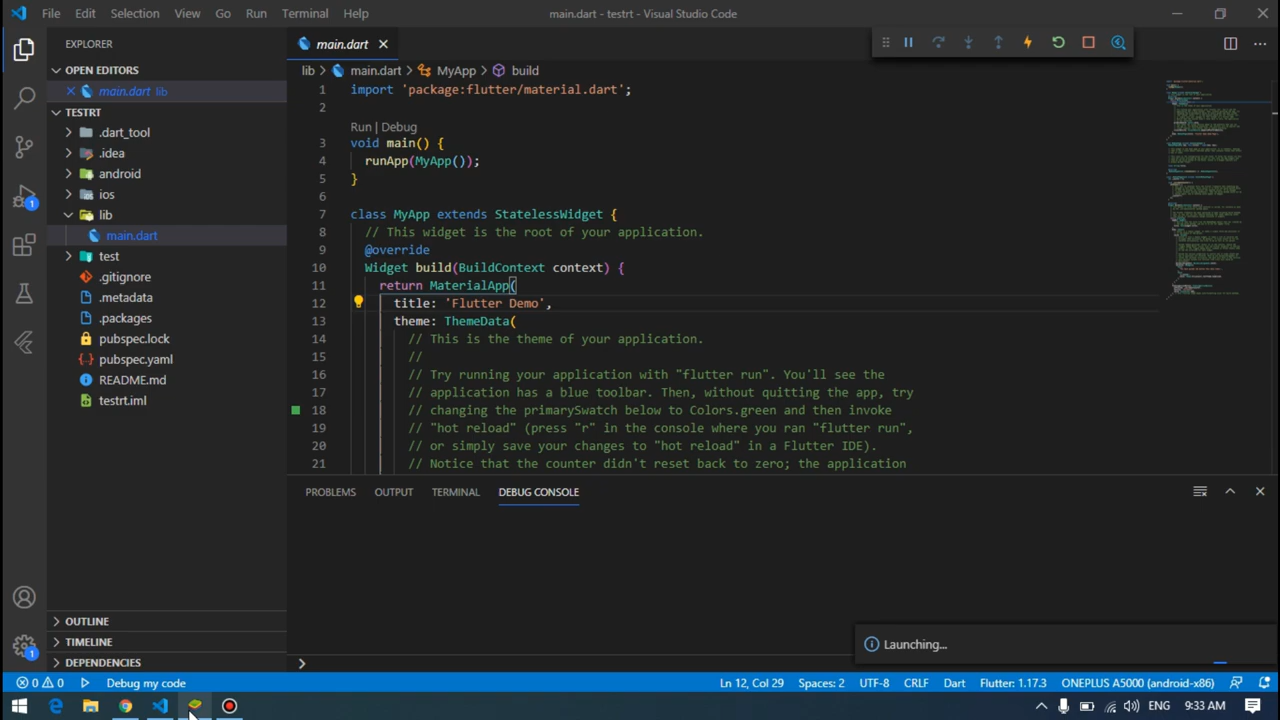 File Edit Selection View Go Run Terminal Help
main.dart - testrt - Visual Studio Code
EXPLORER
main.dart
OPEN EDITORS
main.dart lib
TESTRT
.dart_tool
.idea
android
ios
lib
main.dart
test
.gitignore
.metadata
.packages
pubspec.lock
pubspec.yaml
README.md
testrt.iml
OUTLINE
TIMELINE
DEPENDENCIES
1
1
lib > main.dart > MyApp > build
1 import 'package:flutter/material.dart';
2
Run | Debug
3 void main() {
4 runApp(MyApp());
5 }
6
7 class MyApp extends StatelessWidget {
8 // This widget is the root of your application.
9 @override
10 Widget build(BuildContext context) {
11 return MaterialApp(
12 title: 'Flutter Demo',
13 theme: ThemeData(
14 // This is the theme of your application.
15 //
16 // Try running your application with "flutter run". You'll see the
17 // application has a blue toolbar. Then, without quitting the app, try
18 // changing the primarySwatch below to Colors.green and then invoke
19 // "hot reload" (press "r" in the console where you ran "flutter run",
20 // or simply save your changes to "hot reload" in a Flutter IDE).
21 // Notice that the counter didn't reset back to zero; the application
PROBLEMS OUTPUT TERMINAL DEBUG CONSOLE
Launching...
0 0 Debug my code
Ln 12, Col 29 Spaces: 2 UTF-8 CRLF Dart Flutter: 1.17.3 ONEPLUS A5000 (android-x86)
ENG 9:33 AM